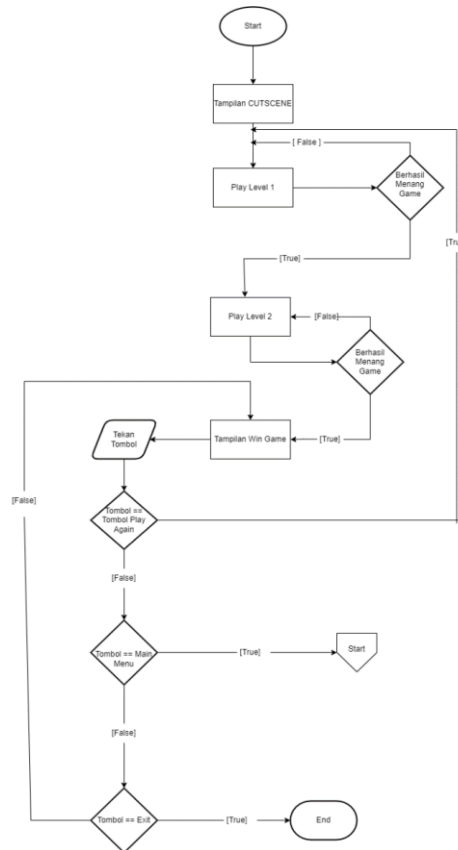 Start
Tampilan CUTSCENE
[ False ]
Berhasil
Menang
Game
Play Level 1
[True]
Play Level 2
[False]
Berhasil
Menang
Game
Tekan
Tombol
Tampilan Win Game
[True]
[False]
Tombol ==
Tombol Play
Again
[False]
Tombol == Main
Menu
[True]
Start
[False]
Tombol == Exit
[True]
End